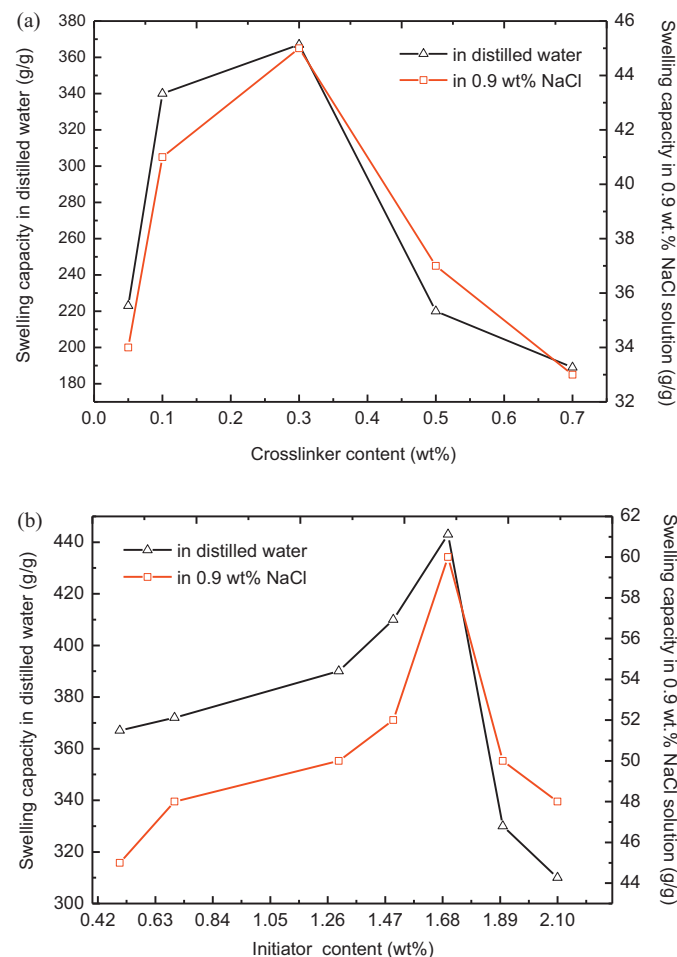 (a)
380
360
340
320
300
280
260
240
220
200
180
Swelling capacity in distilled water (g/g)
in distilled water
in 0.9 wt% NaCl
46
44
42
40
38
36
34
32
Swelling capacity in 0.9 wt.% NaCl solution (g/g)
0.0 0.1 0.2 0.3 0.4 0.5 0.6 0.7
Crosslinker content (wt%)
(b)
440
420
400
380
360
340
320
300
Swelling capacity in distilled water (g/g)
in distilled water
in 0.9 wt% NaCl
62
60
58
56
54
52
50
48
46
44
Swelling capacity in 0.9 wt.% NaCl solution (g/g)
0.42 0.63 0.84 1.05 1.26 1.47 1.68 1.89 2.10
Initiator content (wt%)